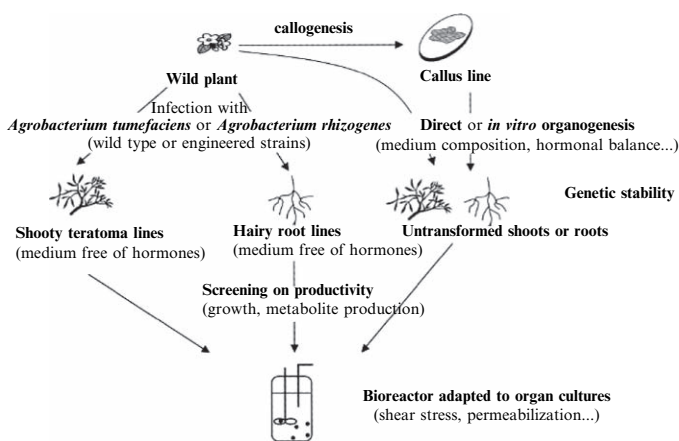 callogenesis
Wild plant
Callus line
Infection with
Agrobacterium tumefaciens or Agrobacterium rhizogenes
(wild type or engineered strains)
Direct or in vitro organogenesis
(medium composition, hormonal balance...)
Genetic stability
Shooty teratoma lines
(medium free of hormones)
Hairy root lines
(medium free of hormones)
Untransformed shoots or roots
Screening on productivity
(growth, metabolite production)
Bioreactor adapted to organ cultures
(shear stress, permeabilization...)